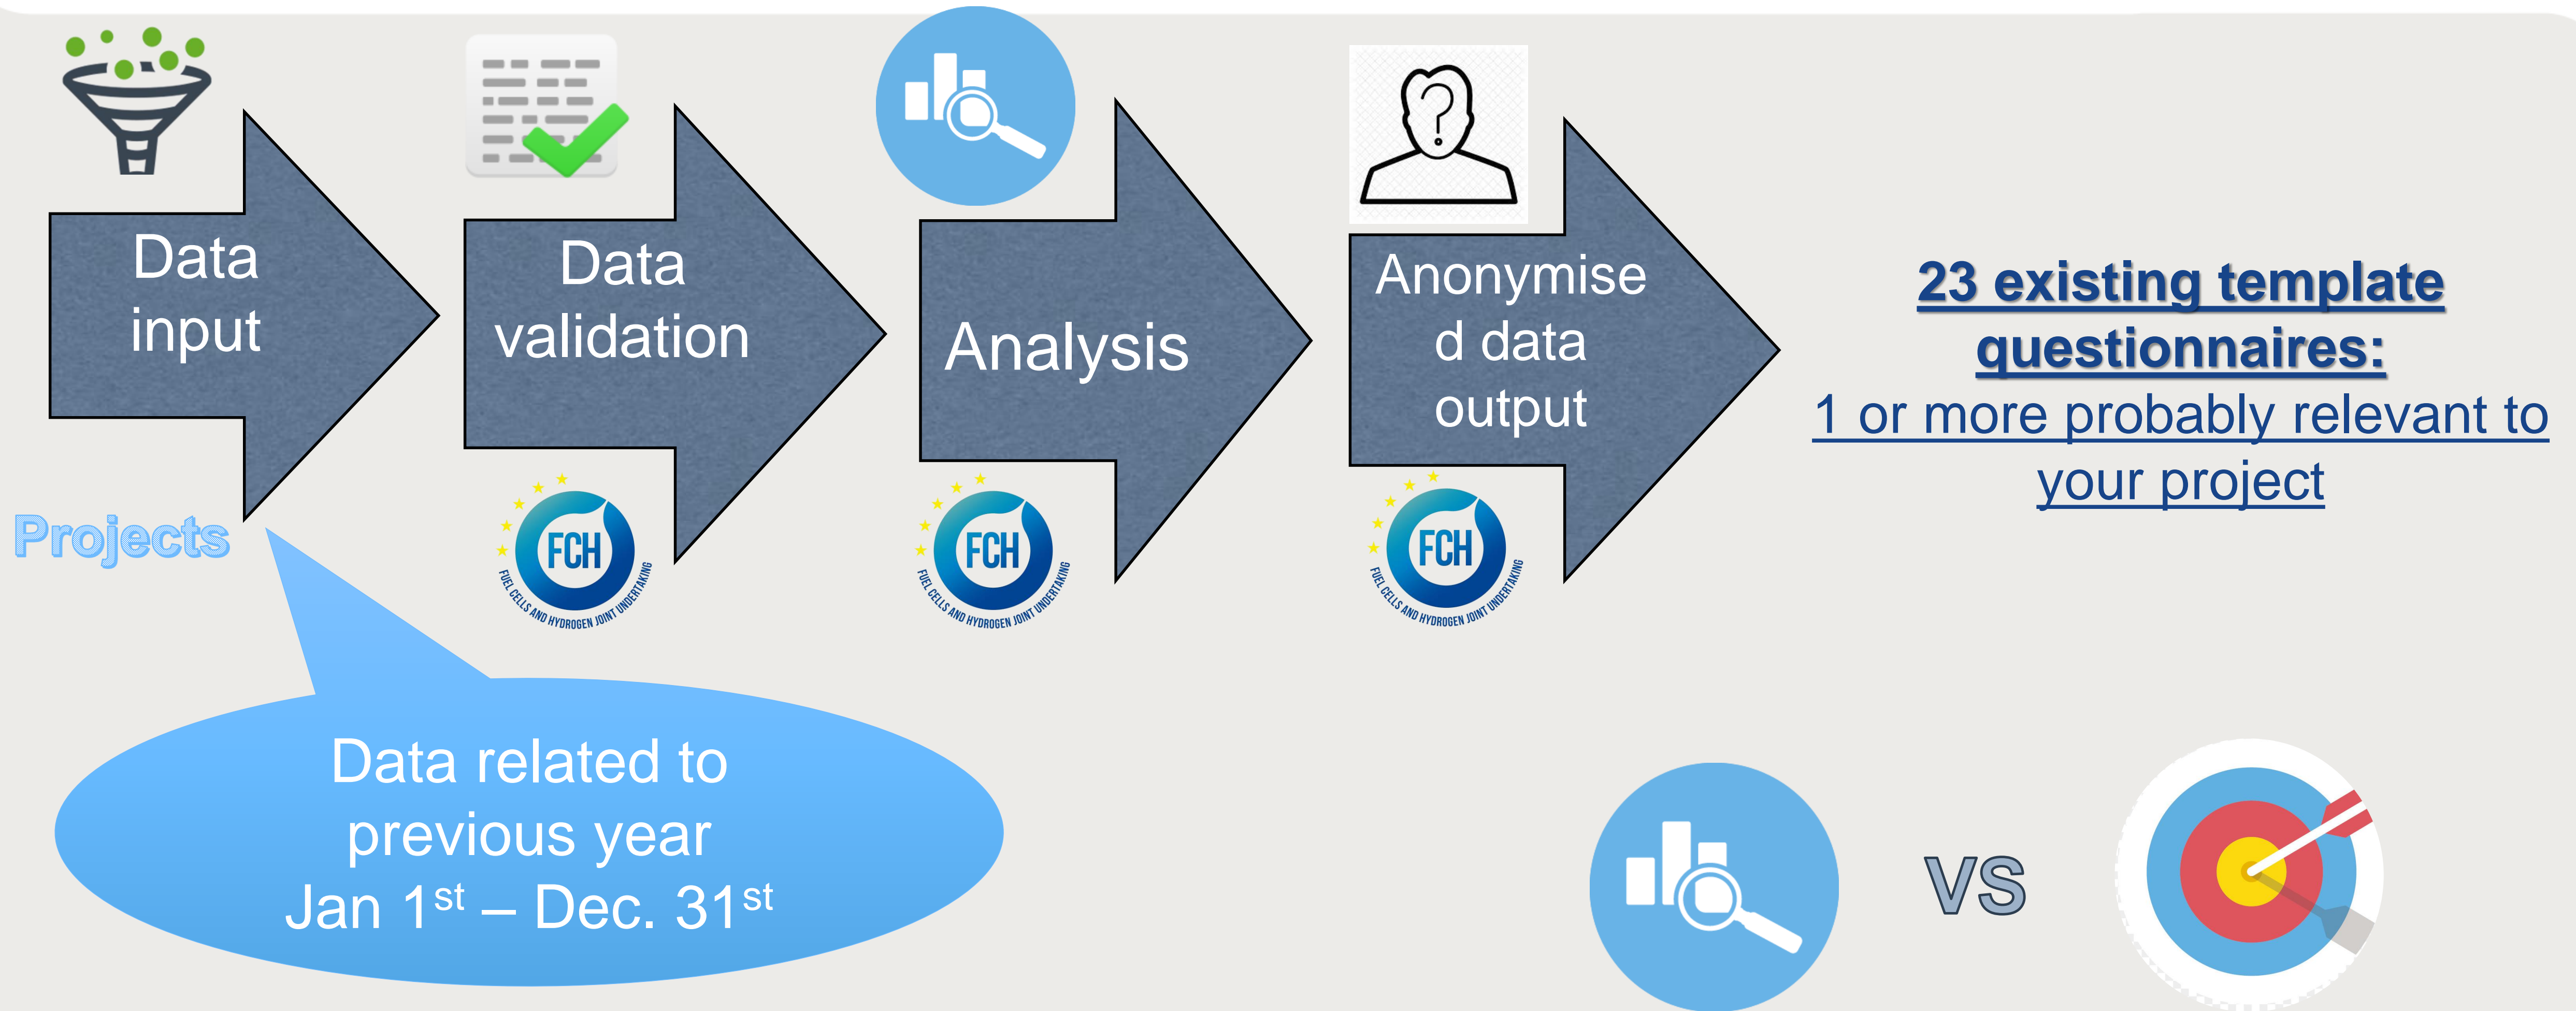 Data
input
Data
validation
Analysis
Anonymise
d data
output
23 existing template
questionnaires:
1 or more probably relevant to
your project
Projects
FCH
FUEL CELLS AND HYDROGEN JOINT UNDERTAKING
FCH
FUEL CELLS AND HYDROGEN JOINT UNDERTAKING
FCH
FUEL CELLS AND HYDROGEN JOINT UNDERTAKING
Data related to
previous year
Jan 1st – Dec. 31st
VS